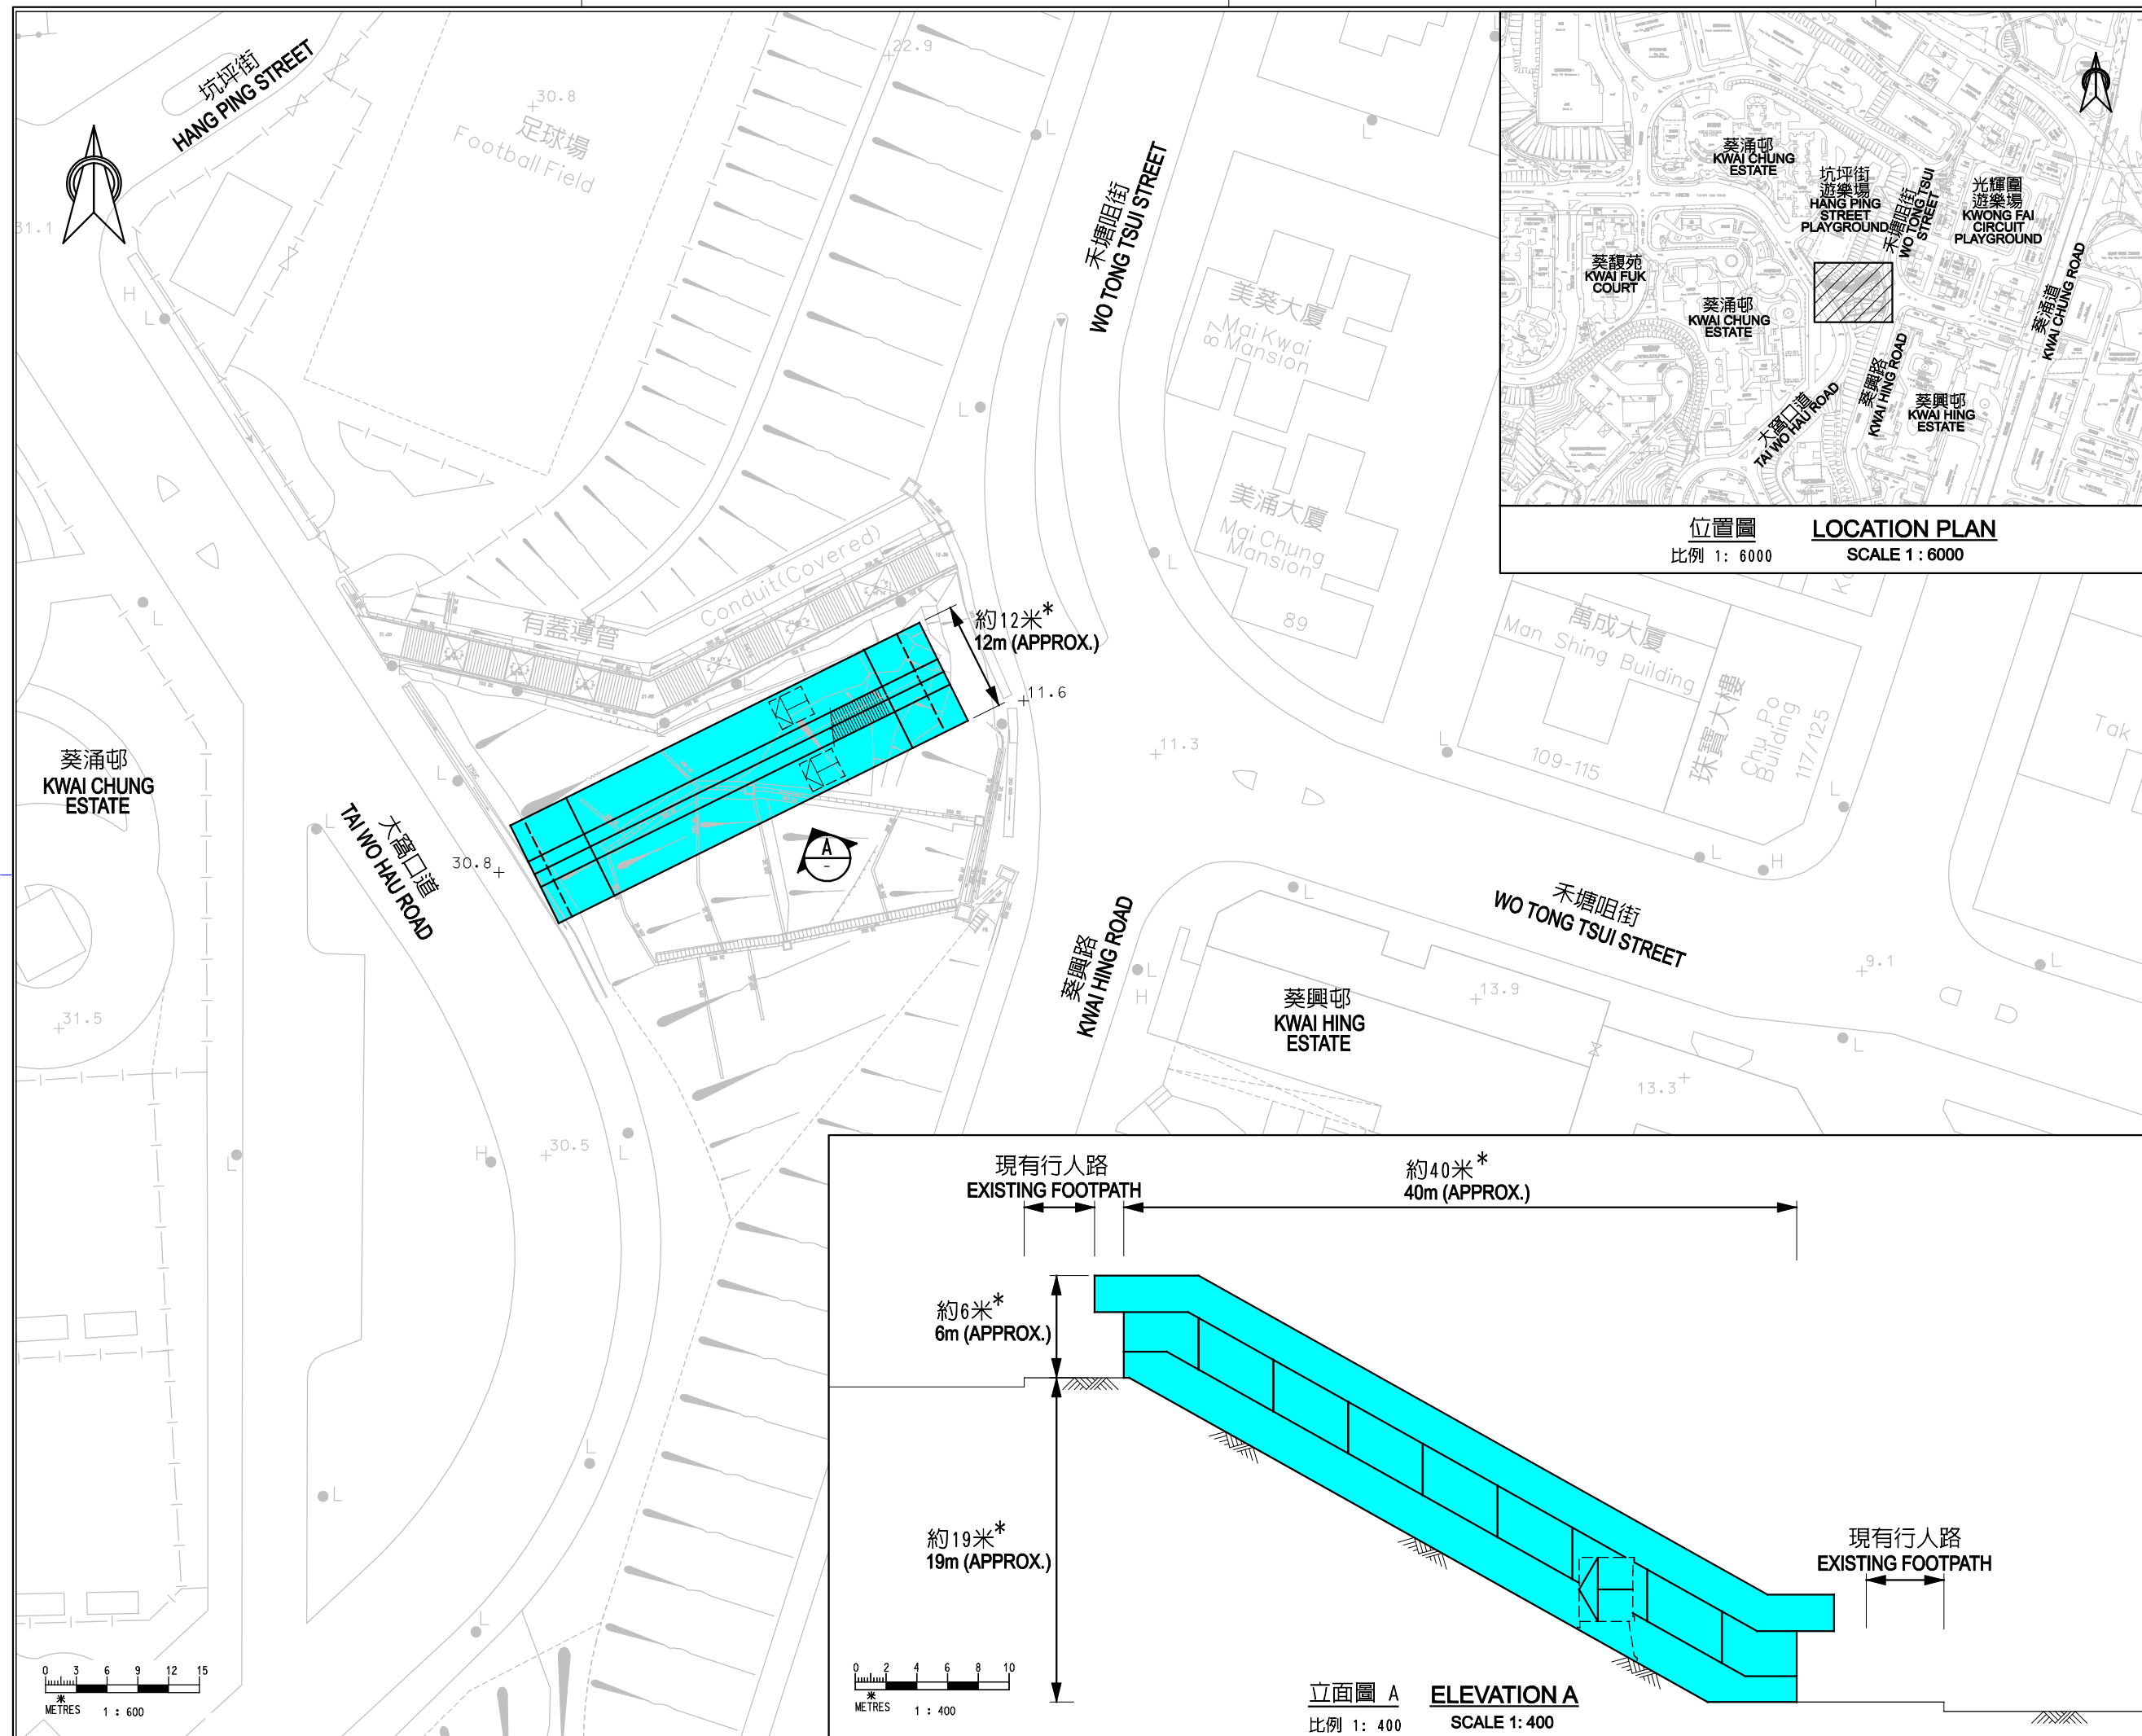 坑坪街
HANG PING STREET
22.9
30.8
足球場
Football Field
31.1
H
L
L
L
L
禾塘咀街
WO TONG TSUI STREET
美葵大廈
Mai Kwai
Mansion
87
美涌大廈
Mai Chung
Mansion
89
L
有蓋導管
Conduit(Covered)
約12米*
12m (APPROX.)
11.6
11.3
萬成大廈
Man Shing Building
109-115
珠寶大樓
Chu Po
Building
117/125
Tak
葵涌邨
KWAI CHUNG
ESTATE
大窩口道
TAI WO HAU ROAD
30.8
A
-
L
L
L
L
H
L
禾塘咀街
WO TONG TSUI STREET
葵興路
KWAI HING ROAD
L
H
葵興邨
KWAI HING
ESTATE
13.9
9.1
L
L
13.3
31.5
30.5
H
L
L
L
L
L
葵涌邨
KWAI CHUNG
ESTATE
坑坪街
遊樂場
HANG PING
STREET
PLAYGROUND
禾塘咀街
WO TONG TSUI
STREET
光輝圍
遊樂場
KWONG FAI
CIRCUIT
PLAYGROUND
葵馥苑
KWAI FUK
COURT
葵涌邨
KWAI CHUNG
ESTATE
葵涌道
KWAI CHUNG ROAD
葵興路
KWAI HING ROAD
大窩口道
TAI WO HAU ROAD
葵興邨
KWAI HING
ESTATE
位置圖 LOCATION PLAN
比例 1: 6000 SCALE 1 : 6000
現有行人路
EXISTING FOOTPATH
約40米*
40m (APPROX.)
約6米*
6m (APPROX.)
約19米*
19m (APPROX.)
現有行人路
EXISTING FOOTPATH
0 3 6 9 12 15
*
METRES 1 : 600
0 2 4 6 8 10
*
METRES 1 : 400
立面圖 A ELEVATION A
比例 1: 400 SCALE 1: 400